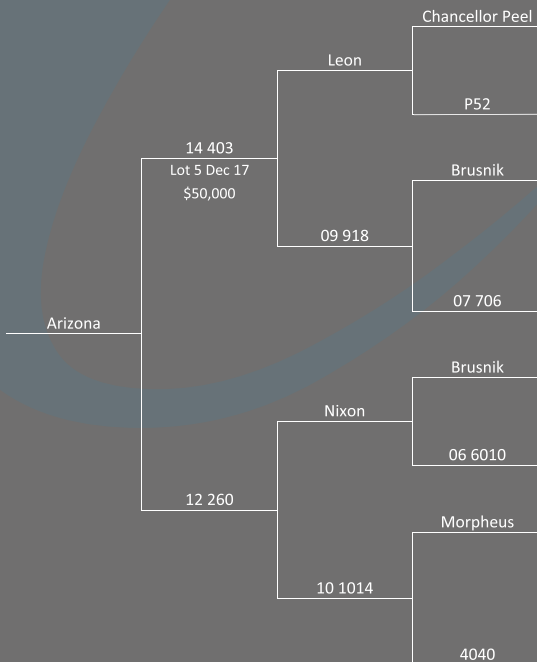 Chancellor Peel
Leon
P52
14 403
Lot 5 Dec 17
$50,000
Brusnik
09 918
07 706
Arizona
Brusnik
Nixon
06 6010
12 260
Morpheus
10 1014
4040